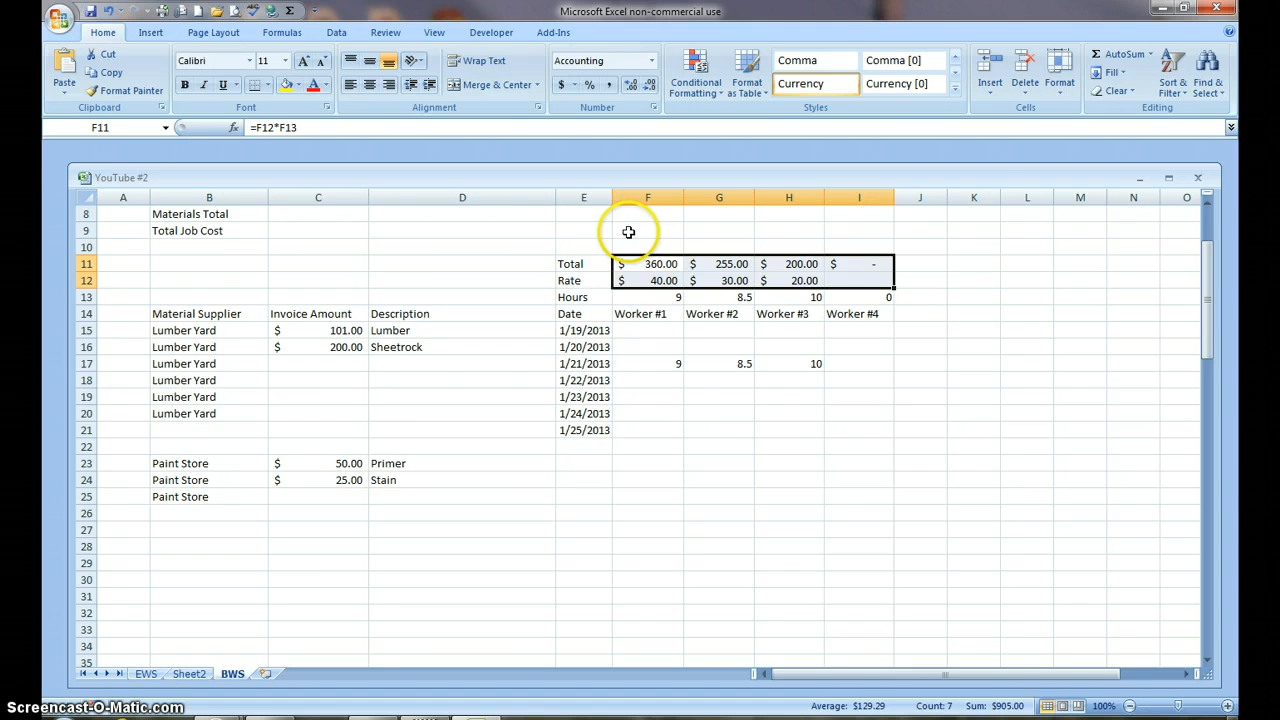 Microsoft Excel non-commercial use
Home Insert Page Layout Formulas Data Review View Developer Add-Ins
Cut Calibri 11 Wrap Text Accounting Comma Comma [0] AutoSum
Copy Fill
Paste Format Painter Merge & Center Conditional Formatting Format as Table Currency Currency [0] Insert Delete Format Clear Sort & Filter Find & Select
Clipboard Font Alignment Number Styles Cells Editing
F11 fx =F12*F13
YouTube #2
A B C D E F G H I J K L M N O
8 Materials Total
9 Total Job Cost
10
11 Total $ 360.00 $ 255.00 $ 200.00 $ -
12 Rate $ 40.00 $ 30.00 $ 20.00
13 Hours 9 8.5 10 0
14 Material Supplier Invoice Amount Description Date Worker #1 Worker #2 Worker #3 Worker #4
15 Lumber Yard $ 101.00 Lumber 1/19/2013
16 Lumber Yard $ 200.00 Sheetrock 1/20/2013
17 Lumber Yard 1/21/2013 9 8.5 10
18 Lumber Yard 1/22/2013
19 Lumber Yard 1/23/2013
20 Lumber Yard 1/24/2013
21 1/25/2013
22
23 Paint Store $ 50.00 Primer
24 Paint Store $ 25.00 Stain
25 Paint Store
26
27
28
29
30
31
32
33
34
35
EWS Sheet2 BWS
Screencast-O-Matic.com Average: $129.29 Count: 7 Sum: $905.00 100%